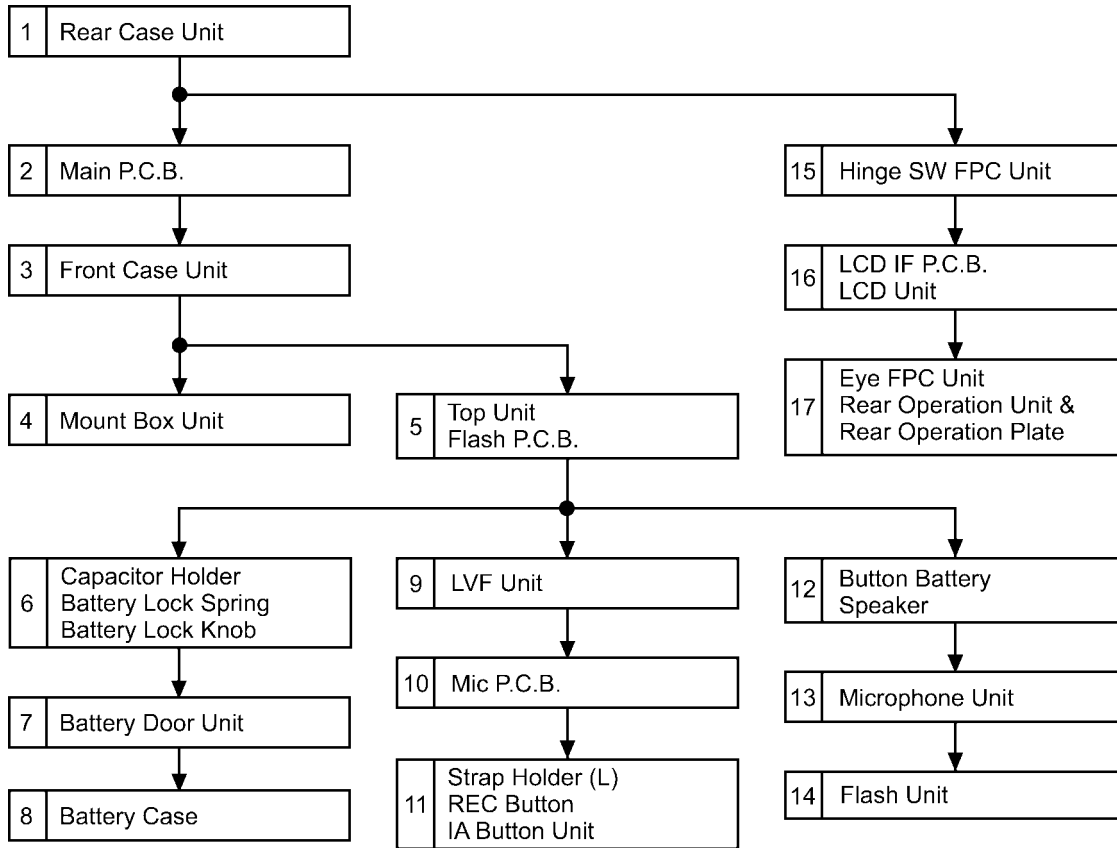 1 Rear Case Unit
2 Main P.C.B.
3 Front Case Unit
4 Mount Box Unit
5 Top Unit
Flash P.C.B.
6 Capacitor Holder
Battery Lock Spring
Battery Lock Knob
7 Battery Door Unit
8 Battery Case
9 LVF Unit
10 Mic P.C.B.
11 Strap Holder (L)
REC Button
IA Button Unit
12 Button Battery
Speaker
13 Microphone Unit
14 Flash Unit
15 Hinge SW FPC Unit
16 LCD IF P.C.B.
LCD Unit
17 Eye FPC Unit
Rear Operation Unit &
Rear Operation Plate